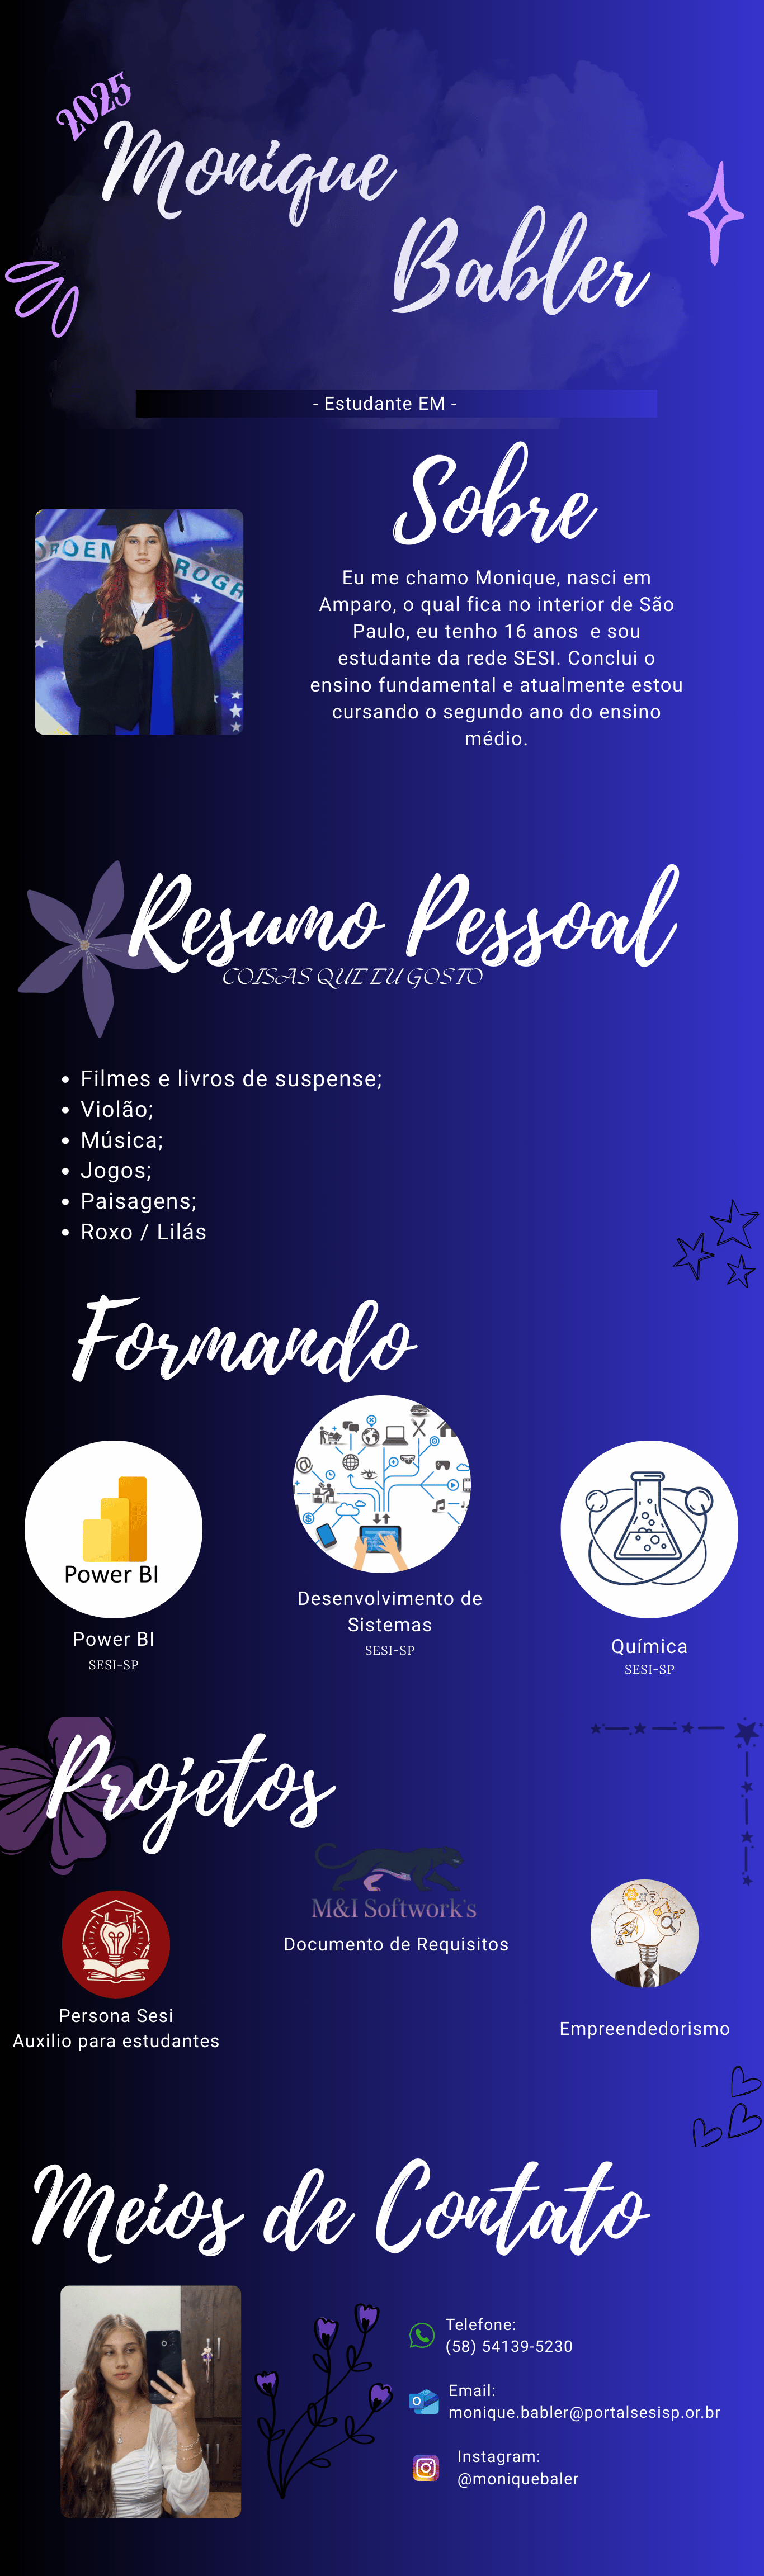 2025
Monique
Babler
- Estudante EM -
Sobre
Eu me chamo Monique, nasci em
Amparo, o qual fica no interior de São
Paulo, eu tenho 16 anos e sou
estudante da rede SESI. Conclui o
ensino fundamental e atualmente estou
cursando o segundo ano do ensino
médio.
Resumo Pessoal
COISAS QUE EU GOSTO
• Filmes e livros de suspense;
• Violão;
• Música;
• Jogos;
• Paisagens;
• Roxo / Lilás
Formando
Power BI
Power BI
SESI-SP
Desenvolvimento de
Sistemas
SESI-SP
Química
SESI-SP
Projetos
M&I Softwork's
Documento de Requisitos
Persona Sesi
Auxilio para estudantes
Empreendedorismo
Meios de Contato
Telefone:
(58) 54139-5230
Email:
monique.babler@portalsesisp.or.br
Instagram:
@moniquebaler